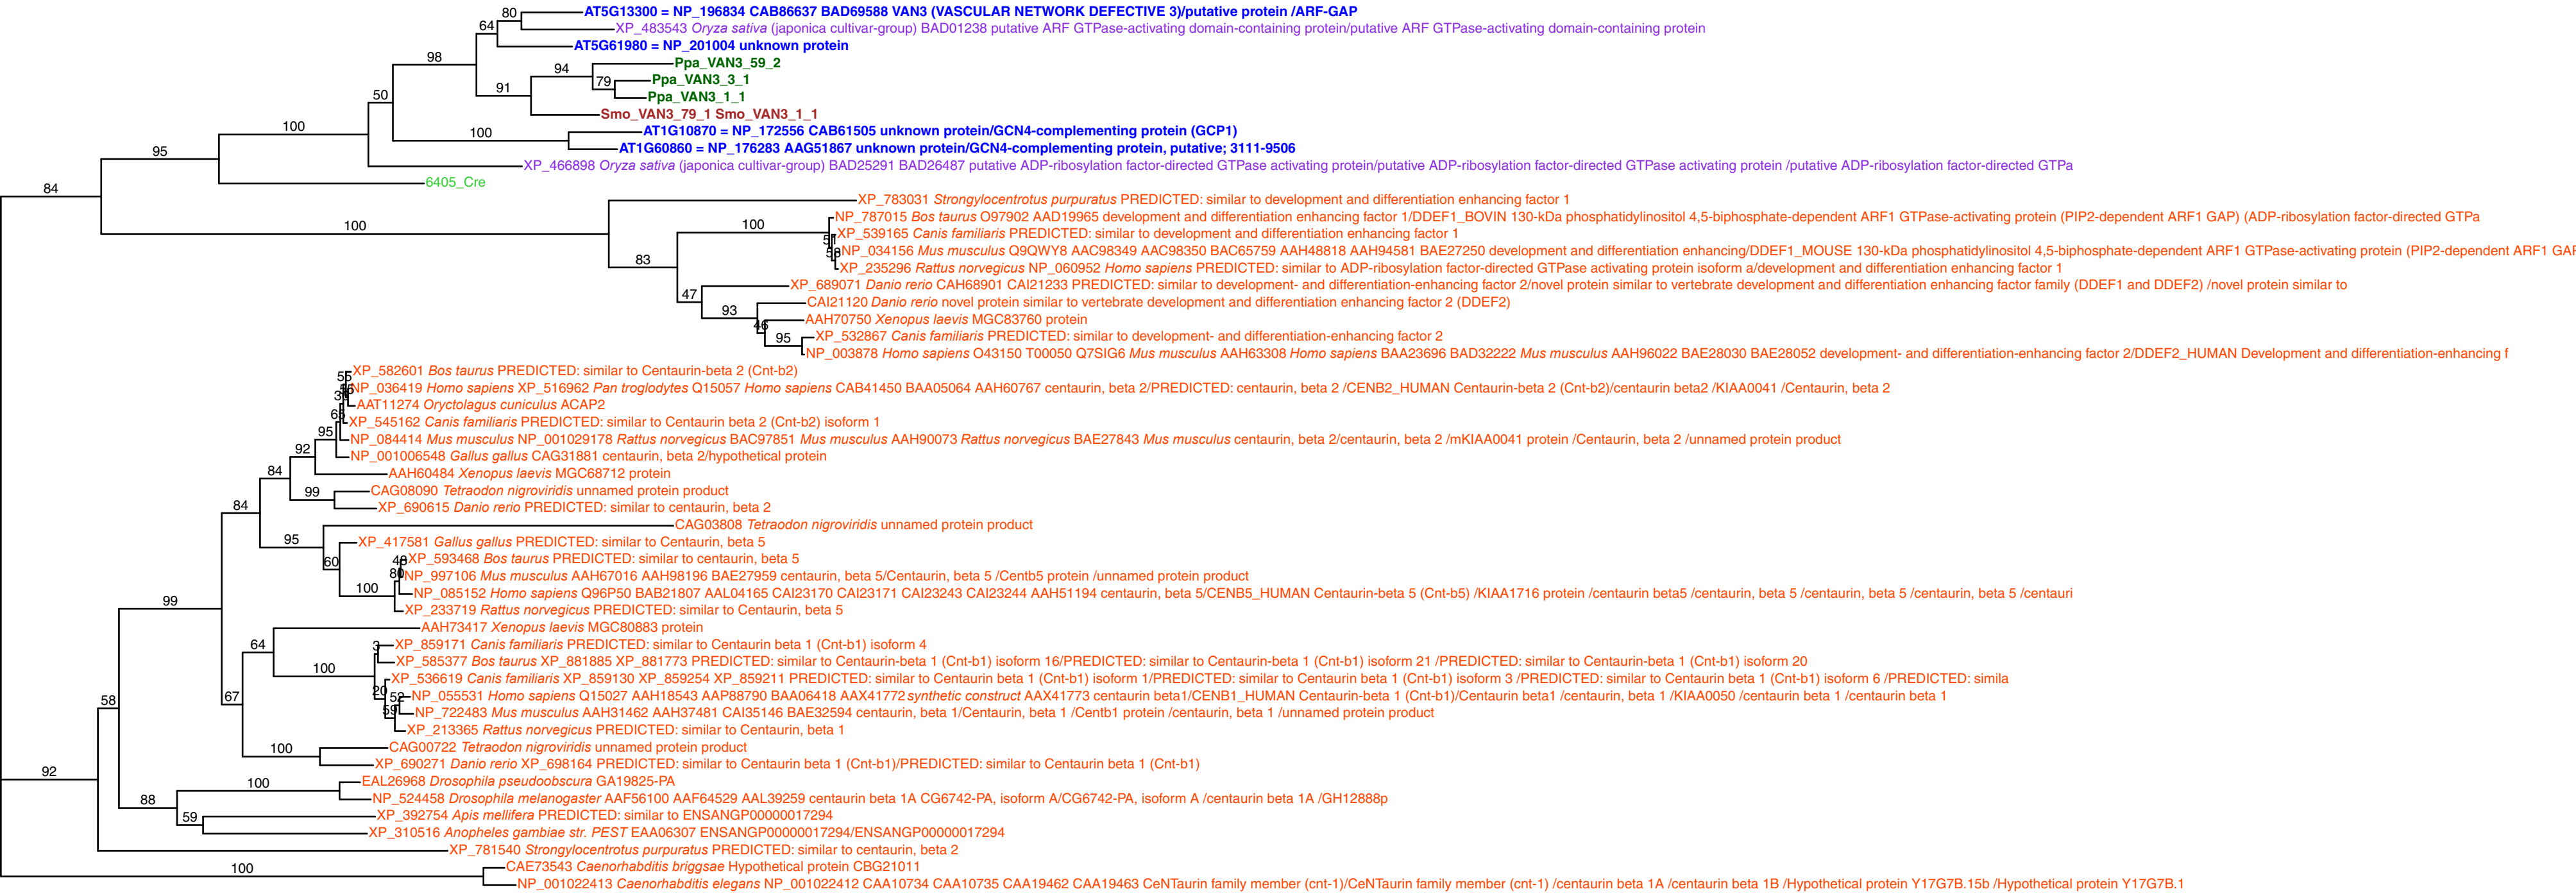 80
AT5G13300 = NP_196834 CAB86637 BAD69588 VAN3 (VASCULAR NETWORK DEFECTIVE 3)/putative protein /ARF-GAP
64
XP_483543 Oryza sativa (japonica cultivar-group) BAD01238 putative ARF GTPase-activating domain-containing protein/putative ARF GTPase-activating domain-containing protein
AT5G61980 = NP_201004 unknown protein
98
Ppa_VAN3_59_2
94
79
Ppa_VAN3_3_1
91
Ppa_VAN3_1_1
50
Smo_VAN3_79_1 Smo_VAN3_1_1
100
100
AT1G10870 = NP_172556 CAB61505 unknown protein/GCN4-complementing protein (GCP1)
AT1G60860 = NP_176283 AAG51867 unknown protein/GCN4-complementing protein, putative; 3111-9506
95
XP_466898 Oryza sativa (japonica cultivar-group) BAD25291 BAD26487 putative ADP-ribosylation factor-directed GTPase activating protein/putative ADP-ribosylation factor-directed GTPase activating protein /putative ADP-ribosylation factor-directed GTPa
6405_Cre
84
XP_783031 Strongylocentrotus purpuratus PREDICTED: similar to development and differentiation enhancing factor 1
100
NP_787015 Bos taurus O97902 AAD19965 development and differentiation enhancing factor 1/DDEF1_BOVIN 130-kDa phosphatidylinositol 4,5-biphosphate-dependent ARF1 GTPase-activating protein (PIP2-dependent ARF1 GAP) (ADP-ribosylation factor-directed GTPa
100
XP_539165 Canis familiaris PREDICTED: similar to development and differentiation enhancing factor 1
NP_034156 Mus musculus Q9QWY8 AAC98349 AAC98350 BAC65759 AAH48818 AAH94581 BAE27250 development and differentiation enhancing/DDEF1_MOUSE 130-kDa phosphatidylinositol 4,5-biphosphate-dependent ARF1 GTPase-activating protein (PIP2-dependent ARF1 GAP
83
XP_235296 Rattus norvegicus NP_060952 Homo sapiens PREDICTED: similar to ADP-ribosylation factor-directed GTPase activating protein isoform a/development and differentiation enhancing factor 1
XP_689071 Danio rerio CAH68901 CAI21233 PREDICTED: similar to development- and differentiation-enhancing factor 2/novel protein similar to vertebrate development and differentiation enhancing factor family (DDEF1 and DDEF2) /novel protein similar to
47
CAI21120 Danio rerio novel protein similar to vertebrate development and differentiation enhancing factor 2 (DDEF2)
93
AAH70750 Xenopus laevis MGC83760 protein
46
XP_532867 Canis familiaris PREDICTED: similar to development- and differentiation-enhancing factor 2
95
NP_003878 Homo sapiens O43150 T00050 Q7SIG6 Mus musculus AAH63308 Homo sapiens BAA23696 BAD32222 Mus musculus AAH96022 BAE28030 BAE28052 development- and differentiation-enhancing factor 2/DDEF2_HUMAN Development and differentiation-enhancing f
XP_582601 Bos taurus PREDICTED: similar to Centaurin-beta 2 (Cnt-b2)
NP_036419 Homo sapiens XP_516962 Pan troglodytes Q15057 Homo sapiens CAB41450 BAA05064 AAH60767 centaurin, beta 2/PREDICTED: centaurin, beta 2 /CENB2_HUMAN Centaurin-beta 2 (Cnt-b2)/centaurin beta2 /KIAA0041 /Centaurin, beta 2
AAT11274 Oryctolagus cuniculus ACAP2
XP_545162 Canis familiaris PREDICTED: similar to Centaurin beta 2 (Cnt-b2) isoform 1
95
NP_084414 Mus musculus NP_001029178 Rattus norvegicus BAC97851 Mus musculus AAH90073 Rattus norvegicus BAE27843 Mus musculus centaurin, beta 2/centaurin, beta 2 /mKIAA0041 protein /Centaurin, beta 2 /unnamed protein product
92
NP_001006548 Gallus gallus CAG31881 centaurin, beta 2/hypothetical protein
84
AAH60484 Xenopus laevis MGC68712 protein
99
CAG08090 Tetraodon nigroviridis unnamed protein product
84
XP_690615 Danio rerio PREDICTED: similar to centaurin, beta 2
CAG03808 Tetraodon nigroviridis unnamed protein product
95
XP_417581 Gallus gallus PREDICTED: similar to Centaurin, beta 5
60
XP_593468 Bos taurus PREDICTED: similar to centaurin, beta 5
80
NP_997106 Mus musculus AAH67016 AAH98196 BAE27959 centaurin, beta 5/Centaurin, beta 5 /Centb5 protein /unnamed protein product
100
NP_085152 Homo sapiens Q96P50 BAB21807 AAL04165 CAI23170 CAI23171 CAI23243 CAI23244 AAH51194 centaurin, beta 5/CENB5_HUMAN Centaurin-beta 5 (Cnt-b5) /KIAA1716 protein /centaurin beta5 /centaurin, beta 5 /centaurin, beta 5 /centaurin, beta 5 /centauri
99
XP_233719 Rattus norvegicus PREDICTED: similar to Centaurin, beta 5
AAH73417 Xenopus laevis MGC80883 protein
64
XP_859171 Canis familiaris PREDICTED: similar to Centaurin beta 1 (Cnt-b1) isoform 4
3
XP_585377 Bos taurus XP_881885 XP_881773 PREDICTED: similar to Centaurin-beta 1 (Cnt-b1) isoform 16/PREDICTED: similar to Centaurin-beta 1 (Cnt-b1) isoform 21 /PREDICTED: similar to Centaurin-beta 1 (Cnt-b1) isoform 20
100
XP_536619 Canis familiaris XP_859130 XP_859254 XP_859211 PREDICTED: similar to Centaurin beta 1 (Cnt-b1) isoform 1/PREDICTED: similar to Centaurin beta 1 (Cnt-b1) isoform 3 /PREDICTED: similar to Centaurin beta 1 (Cnt-b1) isoform 6 /PREDICTED: simila
20
67
52
NP_055531 Homo sapiens Q15027 AAH18543 AAP88790 BAA06418 AAX41772 synthetic construct AAX41773 centaurin beta1/CENB1_HUMAN Centaurin-beta 1 (Cnt-b1)/Centaurin beta1 /centaurin, beta 1 /KIAA0050 /centaurin beta 1 /centaurin beta 1
58
59
NP_722483 Mus musculus AAH31462 AAH37481 CAI35146 BAE32594 centaurin, beta 1/Centaurin, beta 1 /Centb1 protein /centaurin, beta 1 /unnamed protein product
XP_213365 Rattus norvegicus PREDICTED: similar to Centaurin, beta 1
100
CAG00722 Tetraodon nigroviridis unnamed protein product
XP_690271 Danio rerio XP_698164 PREDICTED: similar to Centaurin beta 1 (Cnt-b1)/PREDICTED: similar to Centaurin beta 1 (Cnt-b1)
92
100
EAL26968 Drosophila pseudoobscura GA19825-PA
88
NP_524458 Drosophila melanogaster AAF56100 AAF64529 AAL39259 centaurin beta 1A CG6742-PA, isoform A/CG6742-PA, isoform A /centaurin beta 1A /GH12888p
59
XP_392754 Apis mellifera PREDICTED: similar to ENSANGP00000017294
XP_310516 Anopheles gambiae str. PEST EAA06307 ENSANGP00000017294/ENSANGP00000017294
XP_781540 Strongylocentrotus purpuratus PREDICTED: similar to centaurin, beta 2
100
CAE73543 Caenorhabditis briggsae Hypothetical protein CBG21011
NP_001022413 Caenorhabditis elegans NP_001022412 CAA10734 CAA10735 CAA19462 CAA19463 CeNTaurin family member (cnt-1)/CeNTaurin family member (cnt-1) /centaurin beta 1A /centaurin beta 1B /Hypothetical protein Y17G7B.15b /Hypothetical protein Y17G7B.1